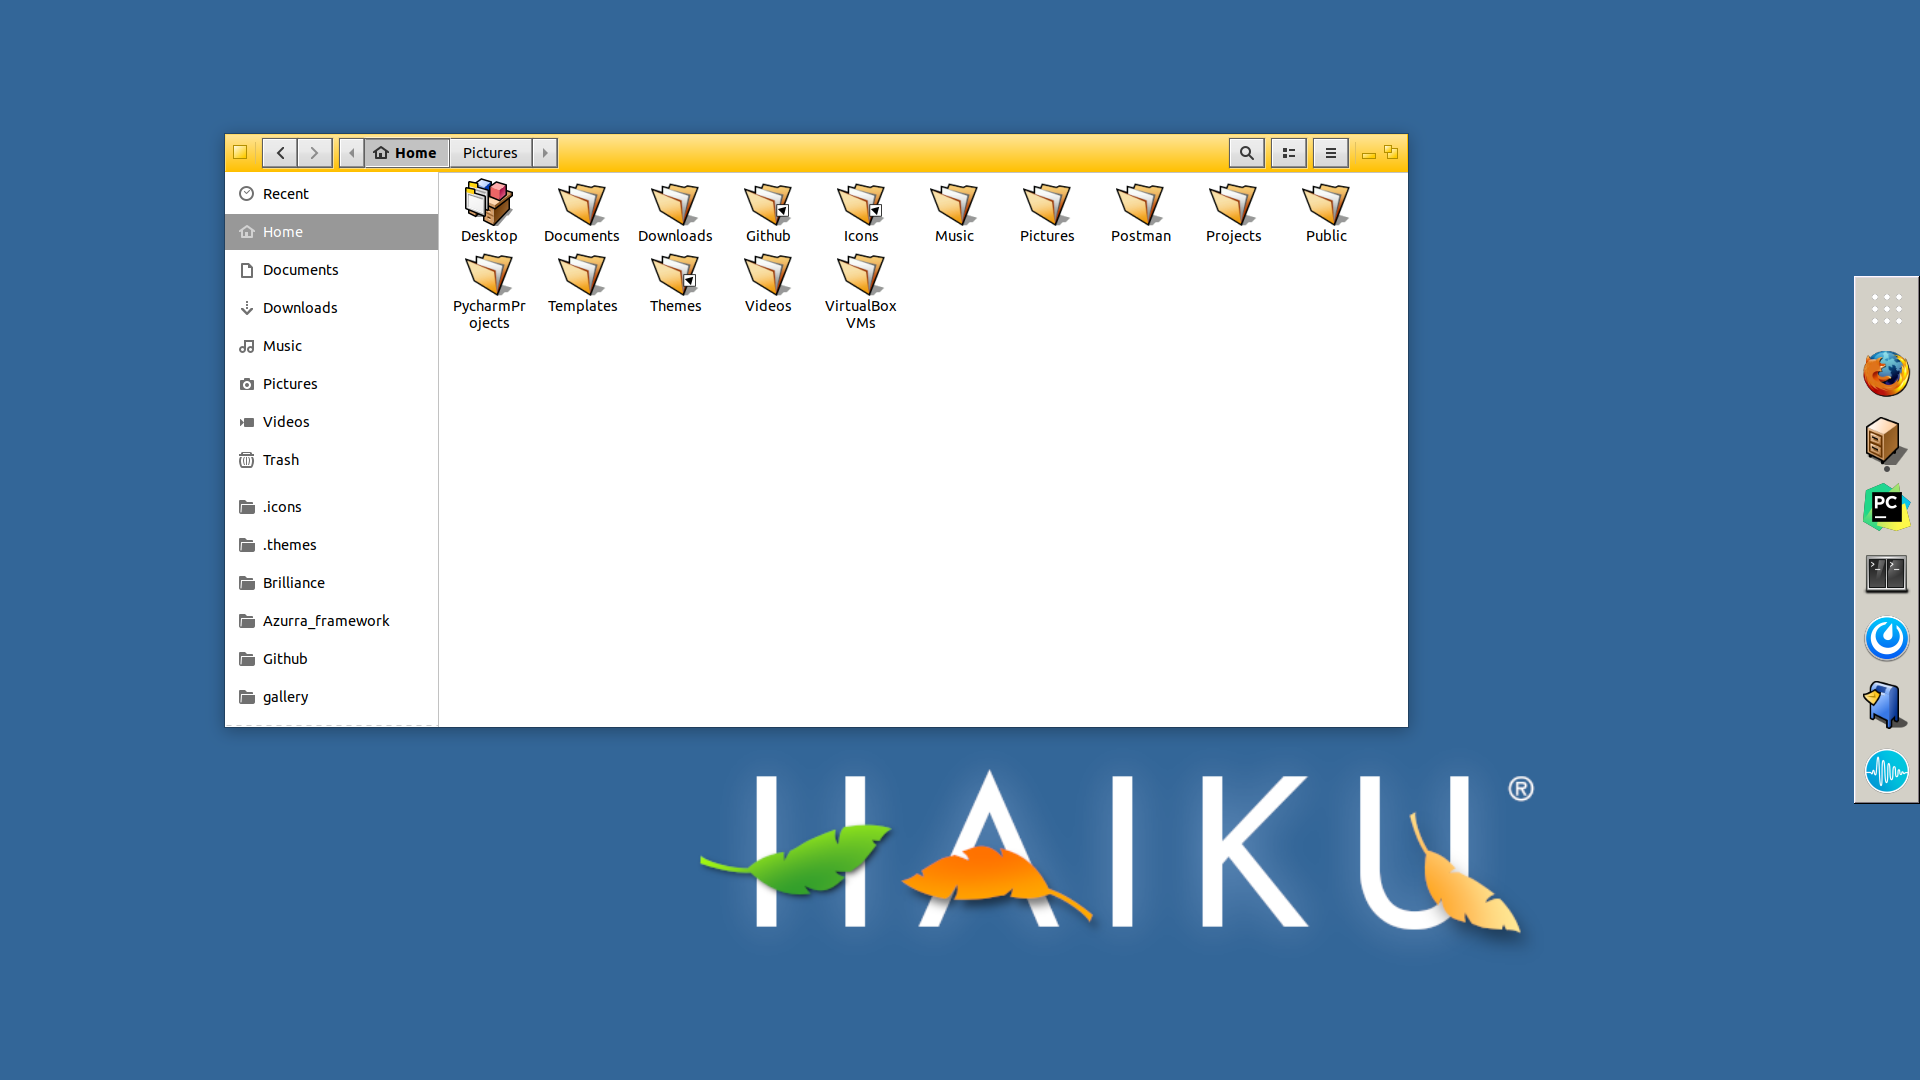 Home
Pictures
Recent
Home
Documents
Downloads
Music
Pictures
Videos
Trash
.icons
.themes
Brilliance
Azurra_framework
Github
gallery
Desktop
Documents
Downloads
Github
Icons
Music
Pictures
Postman
Projects
Public
PycharmPr
ojects
Templates
Themes
Videos
VirtualBox
VMs
PC
HAIKU®